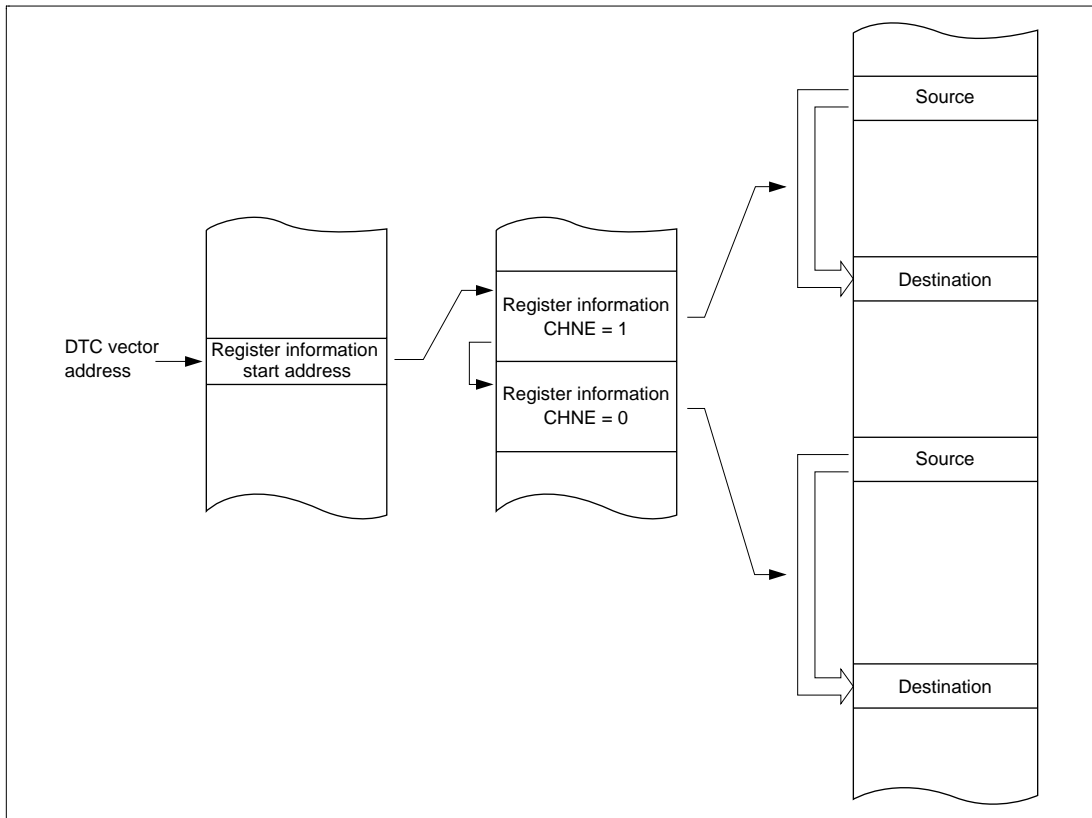 DTC vector
address
Register information
start address
Register information
CHNE = 1
Register information
CHNE = 0
Source
Destination
Source
Destination